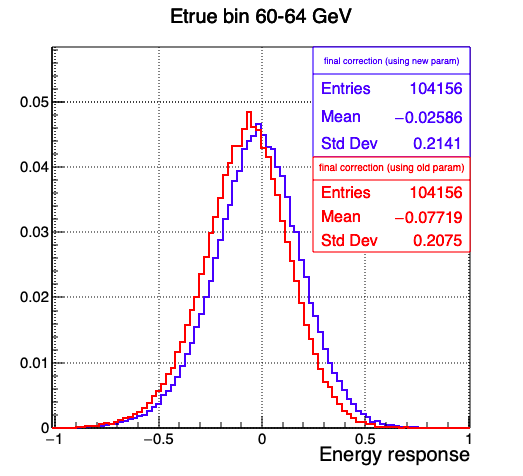 Etrue bin 60-64 GeV
final correction (using new param)
Entries 104156
Mean −0.02586
Std Dev 0.2141
final correction (using old param)
Entries 104156
Mean −0.07719
Std Dev 0.2075
0.05
0.04
0.03
0.02
0.01
0
−1 −0.5 0 0.5 1
Energy response